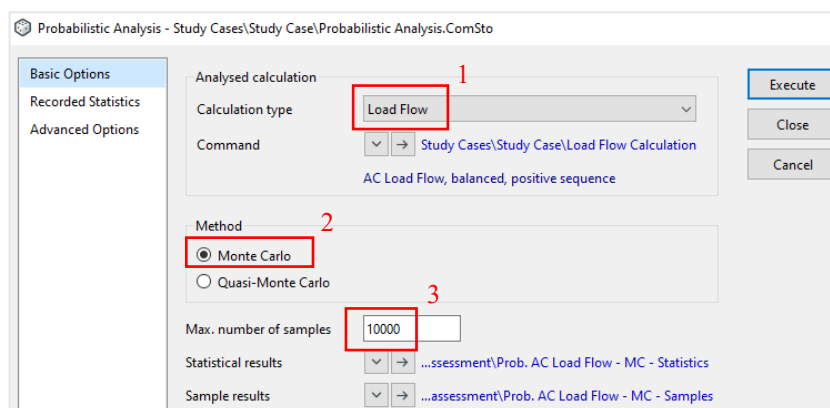 Probabilistic Analysis - Study Cases\Study Case\Probabilistic Analysis.ComSto
Basic Options
Recorded Statistics
Advanced Options
Analysed calculation
1
Calculation type
Load Flow
Command
Study Cases\Study Case\Load Flow Calculation
AC Load Flow, balanced, positive sequence
Execute
Close
Cancel
Method
2
Monte Carlo
Quasi-Monte Carlo
3
Max. number of samples
10000
Statistical results
...ssessment\Prob. AC Load Flow - MC - Statistics
Sample results
...assessment\Prob. AC Load Flow - MC - Samples